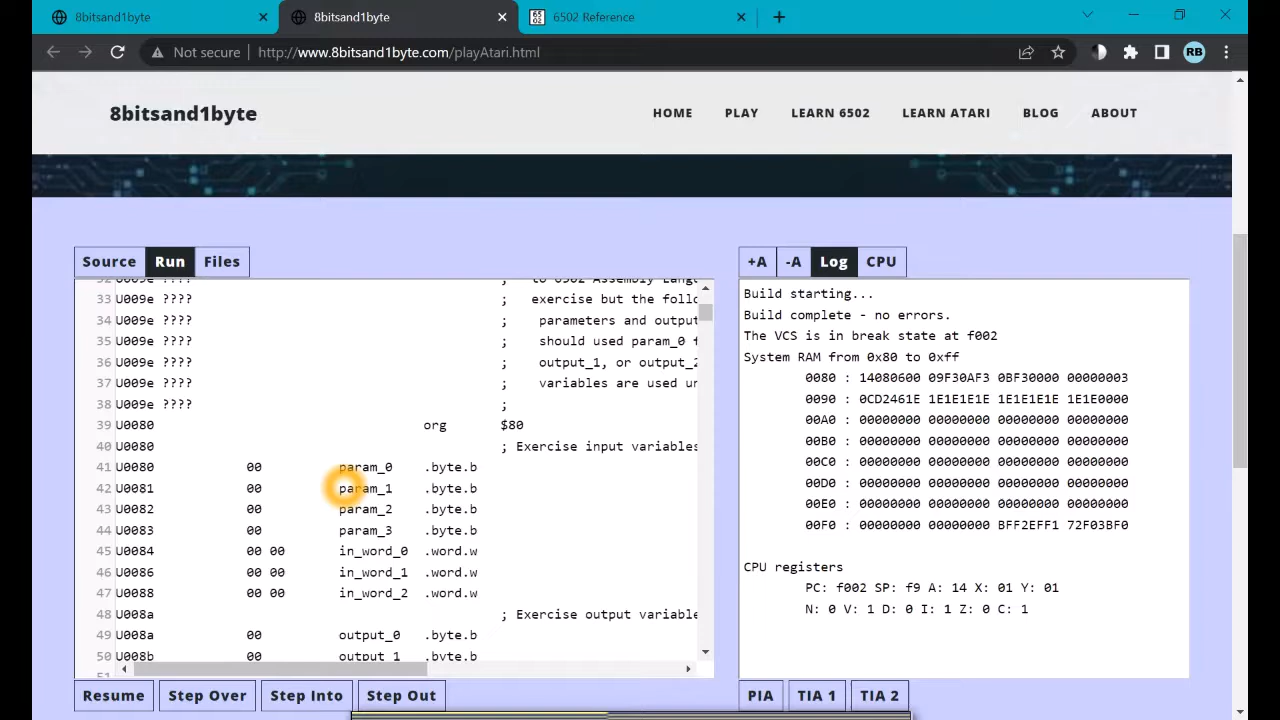 8bitsand1byte
8bitsand1byte
6502 Reference
Not secure
http://www.8bitsand1byte.com/playAtari.html
RB
8bitsand1byte
HOME
PLAY
LEARN 6502
LEARN ATARI
BLOG
ABOUT
Source
Run
Files
+A
-A
Log
CPU
32 U009e ???? ; to 6502 Assembly Lang
33 U009e ???? ; exercise but the follo
34 U009e ???? ; parameters and output
35 U009e ???? ; should used param_0 f
36 U009e ???? ; output_1, or output_2
37 U009e ???? ; variables are used un
38 U009e ???? ;
39 U0080 org $80
40 U0080 ; Exercise input variables
41 U0080 00 param_0 .byte.b
42 U0081 00 param_1 .byte.b
43 U0082 00 param_2 .byte.b
44 U0083 00 param_3 .byte.b
45 U0084 00 00 in_word_0 .word.w
46 U0086 00 00 in_word_1 .word.w
47 U0088 00 00 in_word_2 .word.w
48 U008a ; Exercise output variable
49 U008a 00 output_0 .byte.b
50 U008b 00 output_1 .byte.b
51
Build starting...
Build complete - no errors.
The VCS is in break state at f002
System RAM from 0x80 to 0xff
0080 : 14080600 09F30AF3 0BF30000 00000003
0090 : 0CD2461E 1E1E1E1E 1E1E1E1E 1E1E0000
00A0 : 00000000 00000000 00000000 00000000
00B0 : 00000000 00000000 00000000 00000000
00C0 : 00000000 00000000 00000000 00000000
00D0 : 00000000 00000000 00000000 00000000
00E0 : 00000000 00000000 00000000 00000000
00F0 : 00000000 00000000 BFF2EFF1 72F03BF0
CPU registers
PC: f002 SP: f9 A: 14 X: 01 Y: 01
N: 0 V: 1 D: 0 I: 1 Z: 0 C: 1
Resume
Step Over
Step Into
Step Out
PIA
TIA 1
TIA 2